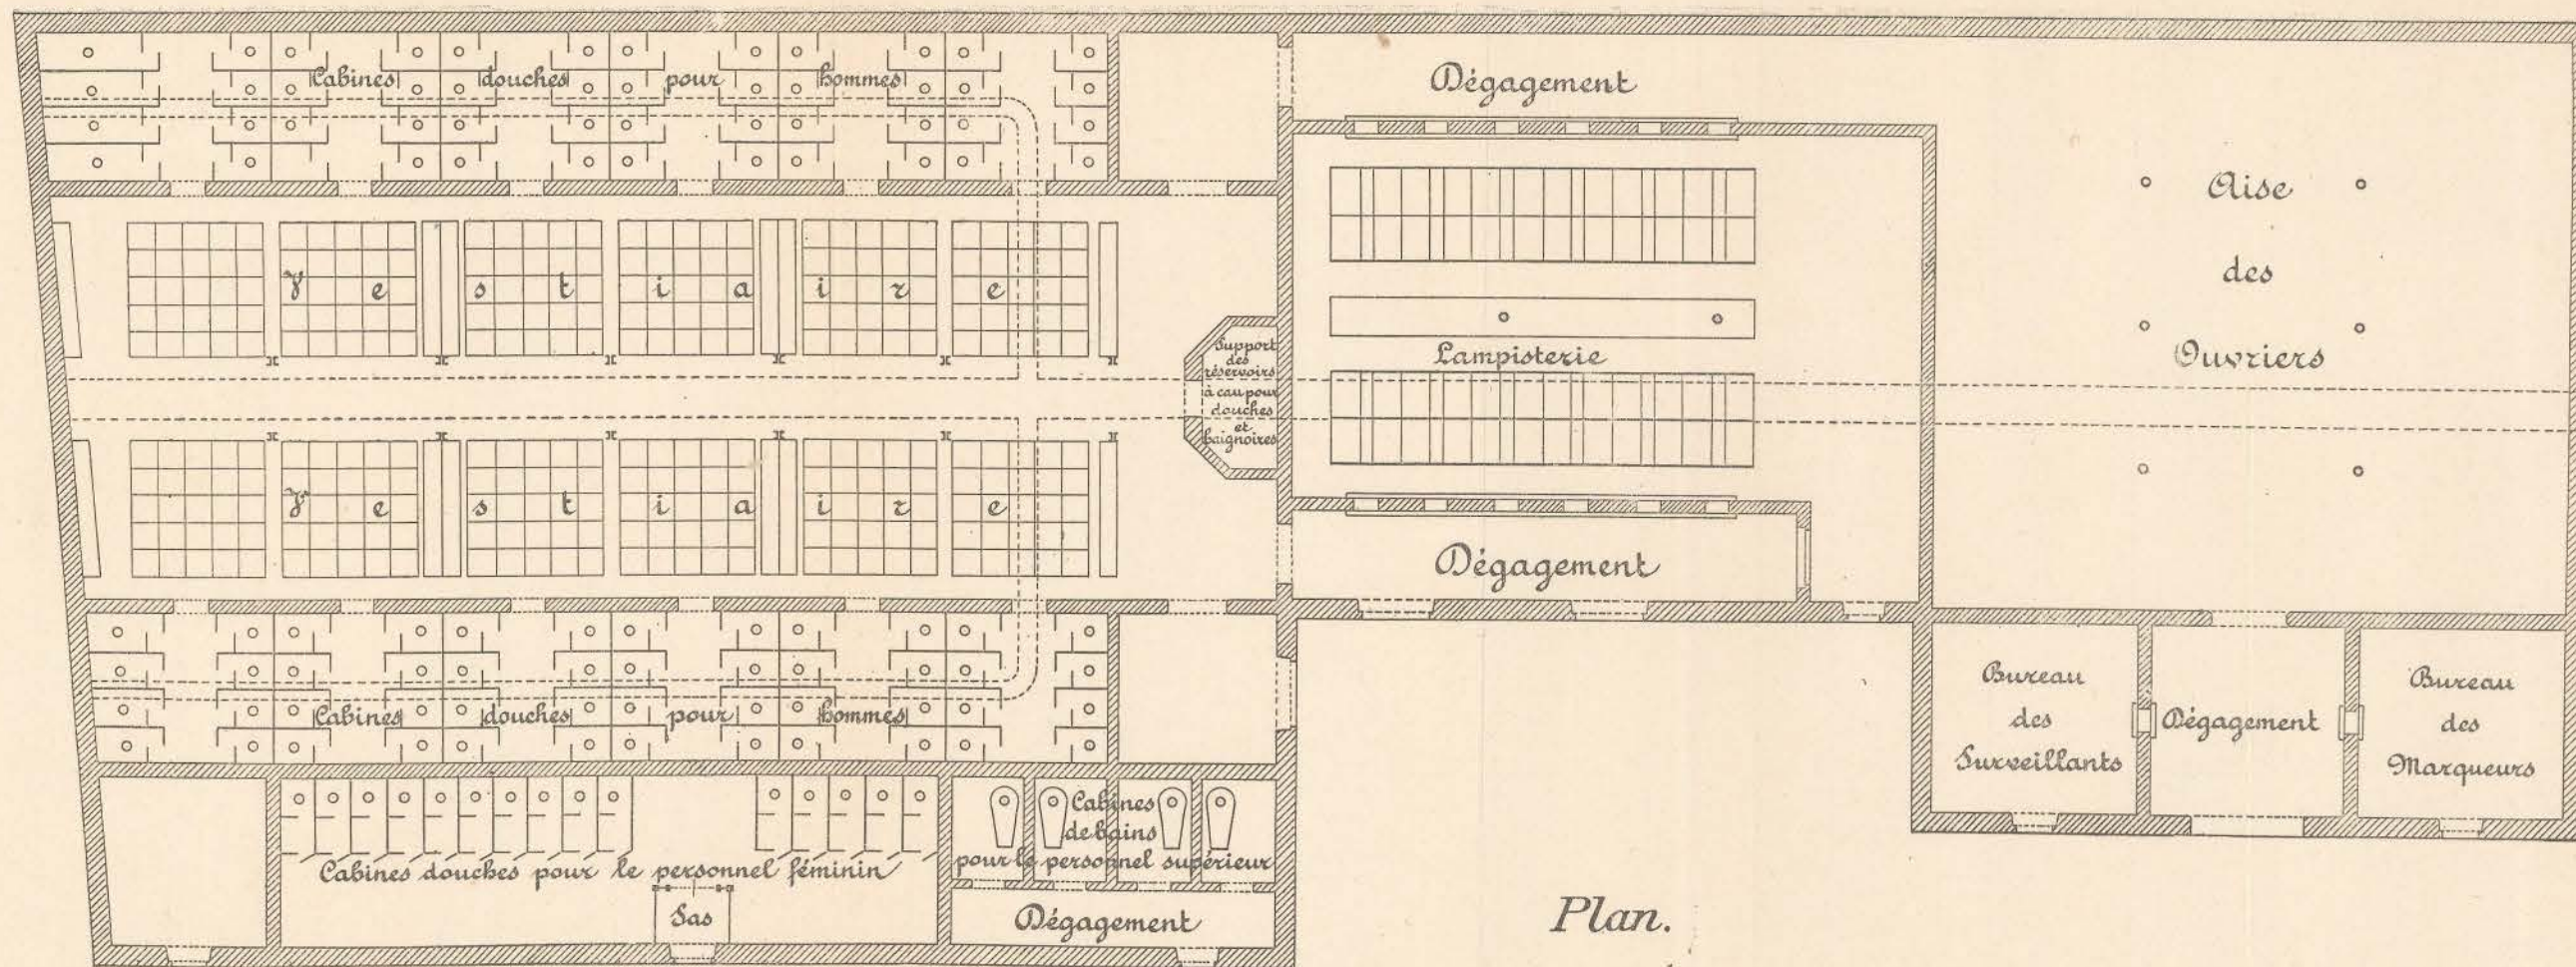 Cabines douches pour hommes
Dégagement
Aise
des
Ouvriers
Vestiaire
Support
des
réservoirs
à eau pour
douches
et
baignoires
Lampisterie
Vestiaire
Dégagement
Cabines douches pour hommes
Bureau
des
Surveillants
Dégagement
Bureau
des
Marqueurs
Cabines douches pour le personnel féminin
Sas
Cabines
de bains
pour le personnel supérieur
Dégagement
Plan.